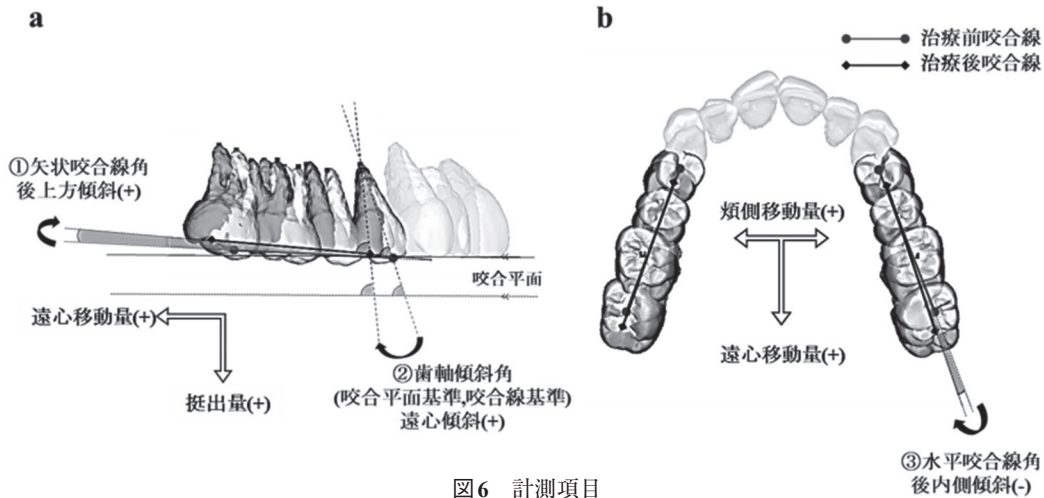 a
①矢状咬合線角
後上方傾斜(+)
咬合平面
遠心移動量(+)
挺出量(+)
②歯軸傾斜角
(咬合平面基準,咬合線基準)
遠心傾斜(+)
b
治療前咬合線
治療後咬合線
頬側移動量(+)
遠心移動量(+)
③水平咬合線角
後内側傾斜(-)
図6 計測項目